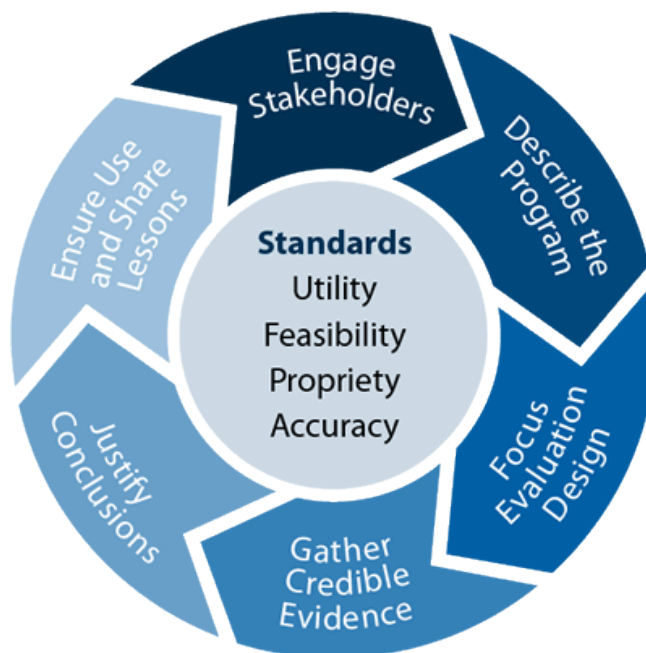 Engage
Stakeholders
Describe the
Program
Focus
Evaluation
Design
Gather
Credible
Evidence
Justify
Conclusions
Ensure Use
and Share
Lessons
Standards
Utility
Feasibility
Propriety
Accuracy